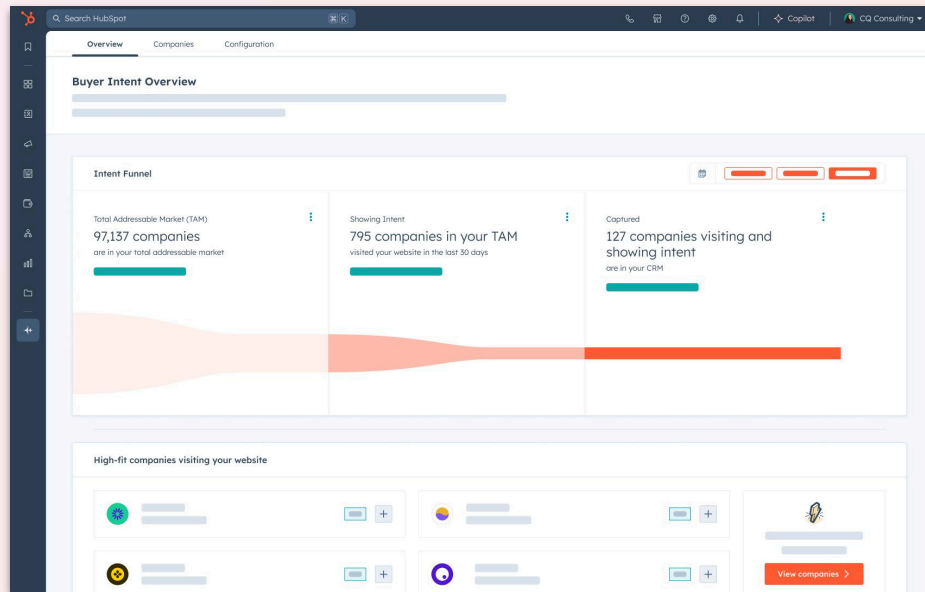 Search HubSpot
⌘ K
Copilot
CQ Consulting
Overview
Companies
Configuration
Buyer Intent Overview
Intent Funnel
Total Addressable Market (TAM)
97,137 companies
are in your total addressable market
Showing Intent
795 companies in your TAM
visited your website in the last 30 days
Captured
127 companies visiting and
showing intent
are in your CRM
High-fit companies visiting your website
View companies